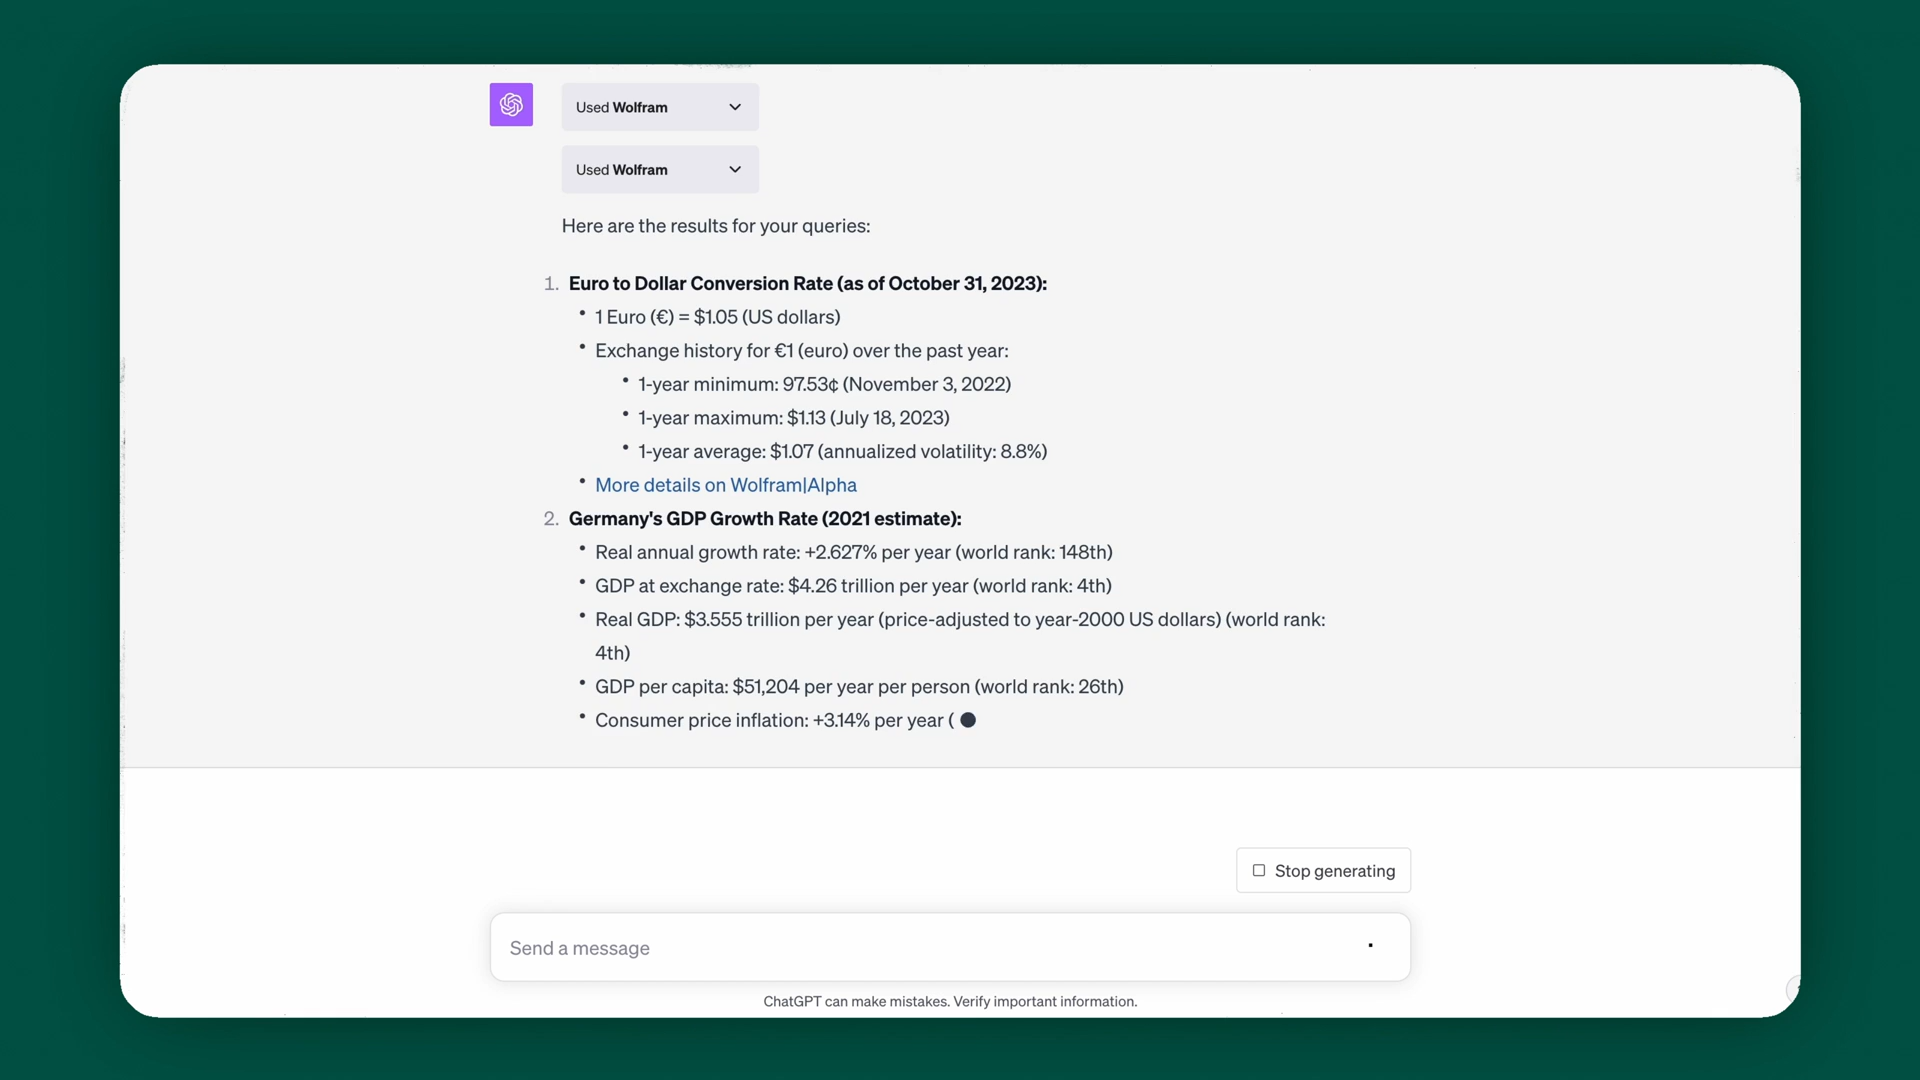 Used Wolfram
Used Wolfram
Here are the results for your queries:
1. Euro to Dollar Conversion Rate (as of October 31, 2023):
• 1 Euro (€) = $1.05 (US dollars)
• Exchange history for €1 (euro) over the past year:
• 1-year minimum: 97.53¢ (November 3, 2022)
• 1-year maximum: $1.13 (July 18, 2023)
• 1-year average: $1.07 (annualized volatility: 8.8%)
• More details on Wolfram|Alpha
2. Germany's GDP Growth Rate (2021 estimate):
• Real annual growth rate: +2.627% per year (world rank: 148th)
• GDP at exchange rate: $4.26 trillion per year (world rank: 4th)
• Real GDP: $3.555 trillion per year (price-adjusted to year-2000 US dollars) (world rank:
4th)
• GDP per capita: $51,204 per year per person (world rank: 26th)
• Consumer price inflation: +3.14% per year (
Stop generating
Send a message
ChatGPT can make mistakes. Verify important information.